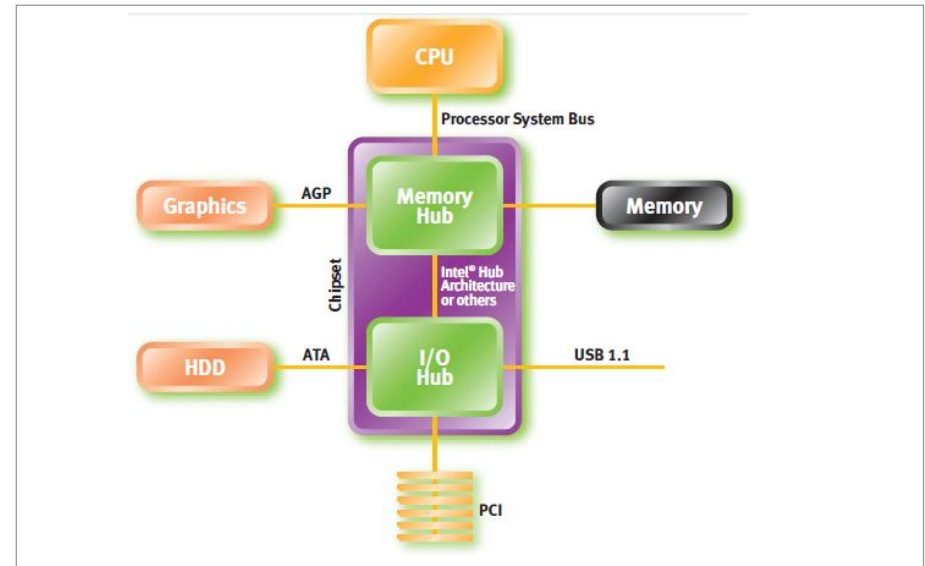 CPU
Processor System Bus
Graphics
AGP
Memory
Hub
Memory
Chipset
Intel® Hub
Architecture
or others
HDD
ATA
I/O
Hub
USB 1.1
PCI